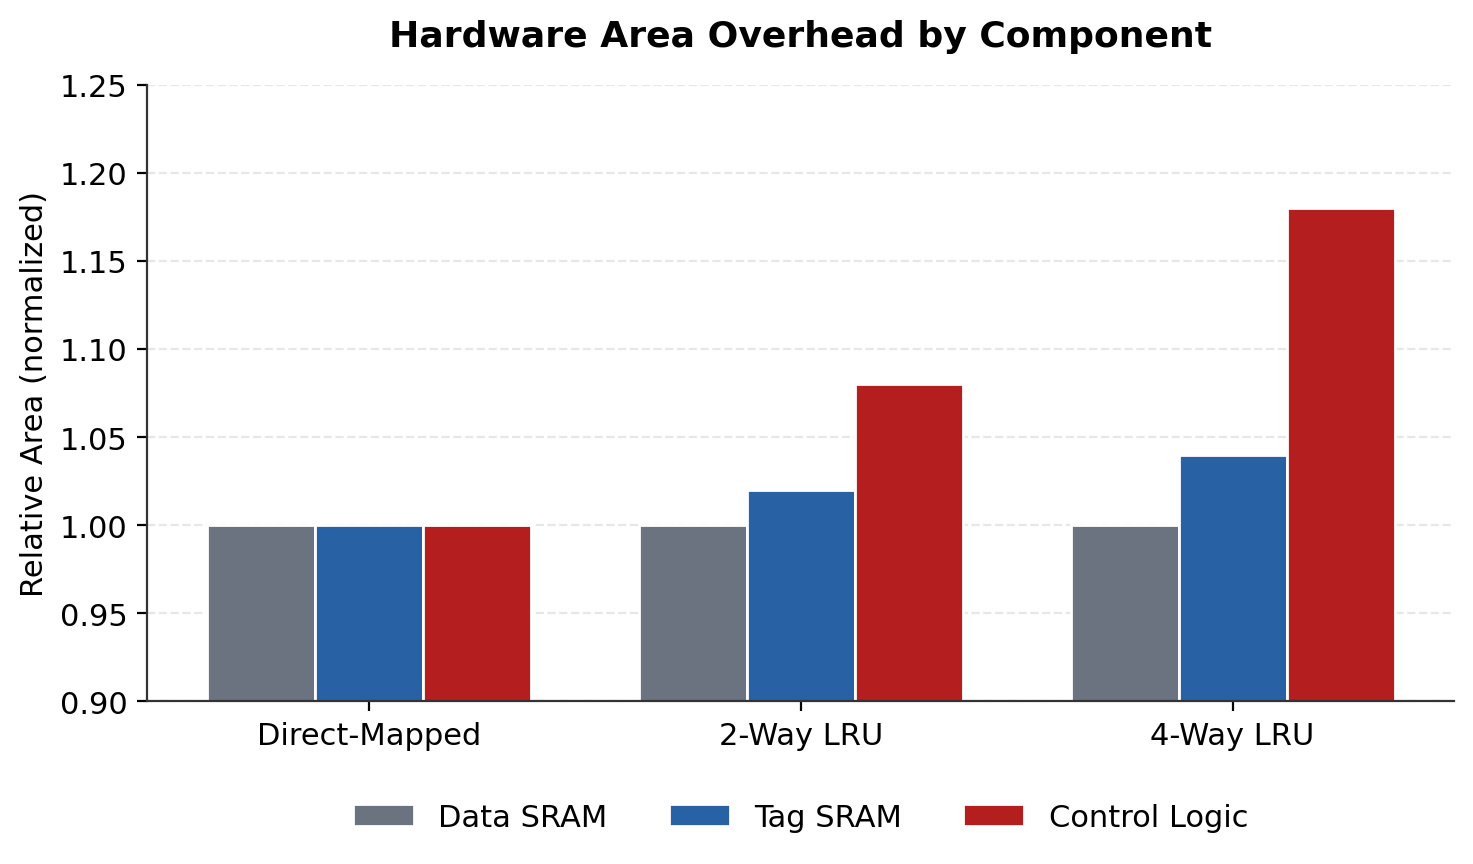 Hardware Area Overhead by Component
Relative Area (normalized)
1.25
1.20
1.15
1.10
1.05
1.00
0.95
0.90
Direct-Mapped
2-Way LRU
4-Way LRU
Data SRAM
Tag SRAM
Control Logic